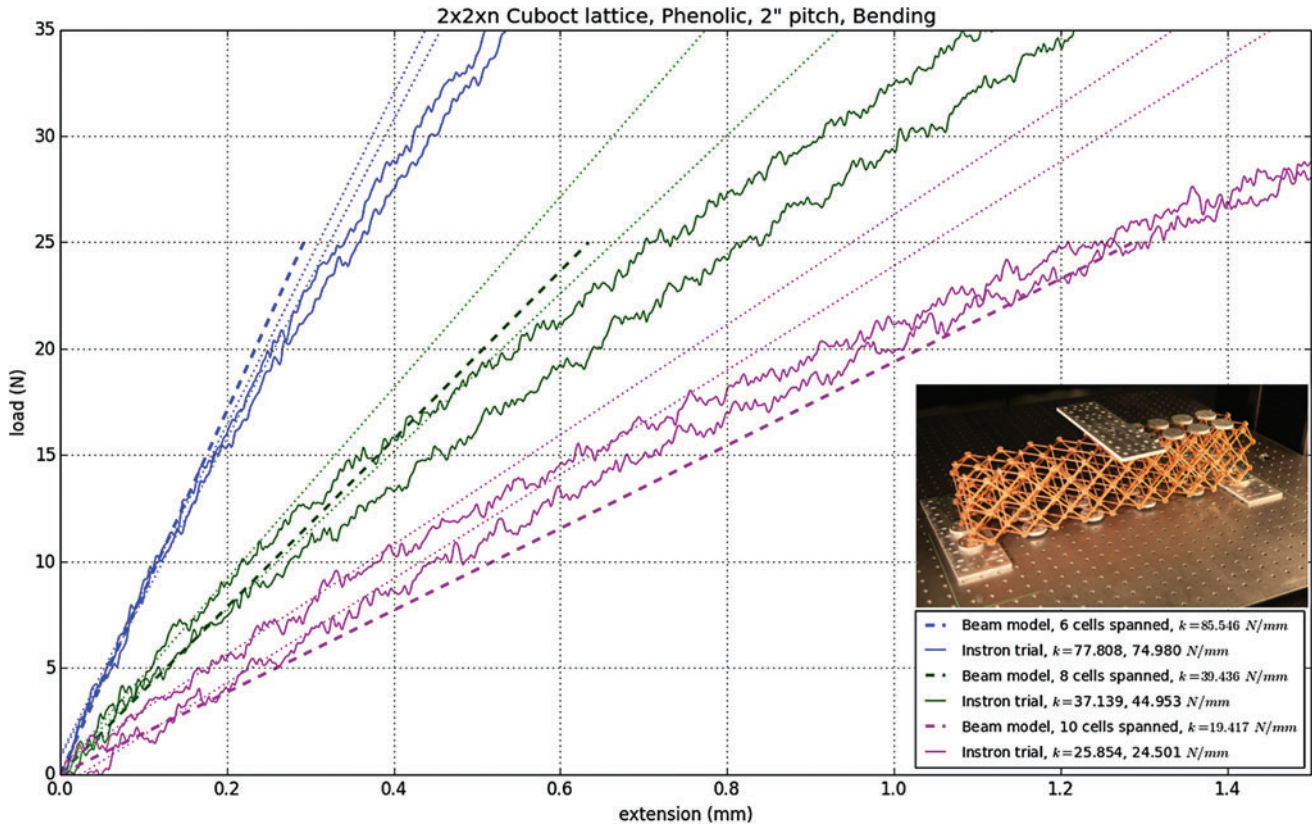 2x2xn Cuboct lattice, Phenolic, 2" pitch, Bending
35
30
25
20
15
10
5
0
load (N)
0.0 0.2 0.4 0.6 0.8 1.0 1.2 1.4
extension (mm)
Beam model, 6 cells spanned, k=85.546 N/mm
Instron trial, k=77.808, 74.980 N/mm
Beam model, 8 cells spanned, k=39.436 N/mm
Instron trial, k=37.139, 44.953 N/mm
Beam model, 10 cells spanned, k=19.417 N/mm
Instron trial, k=25.854, 24.501 N/mm